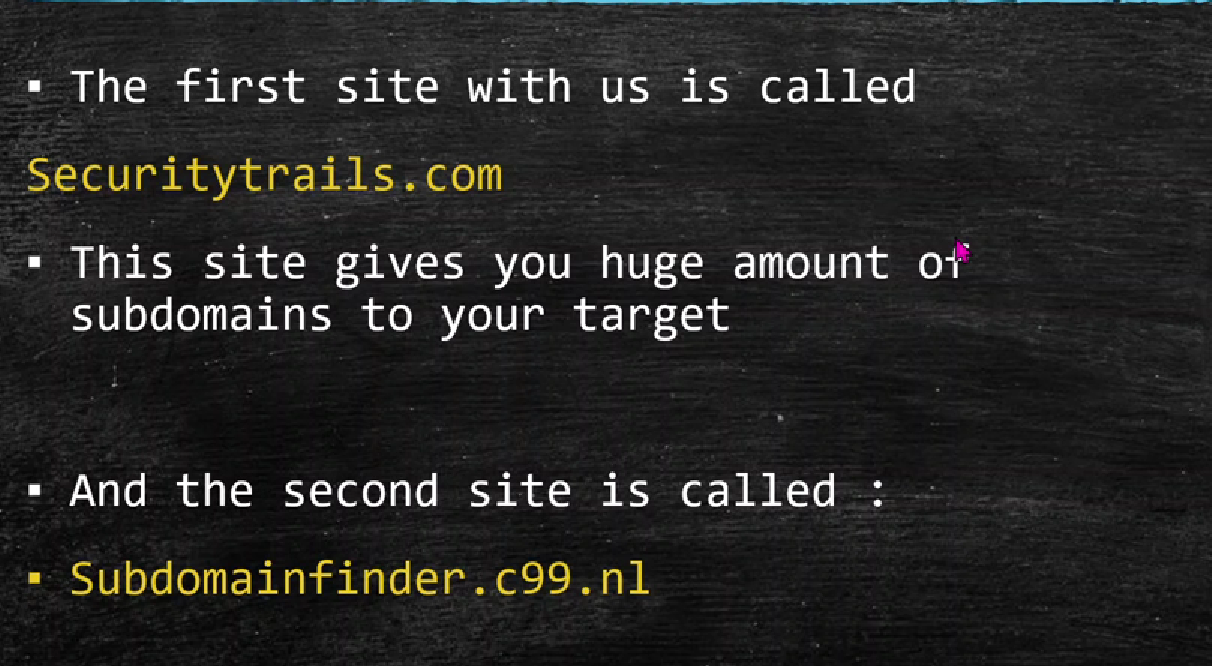 ▪ The first site with us is called
Securitytrails.com
▪ This site gives you huge amount of
subdomains to your target
▪ And the second site is called :
▪ Subdomainfinder.c99.nl